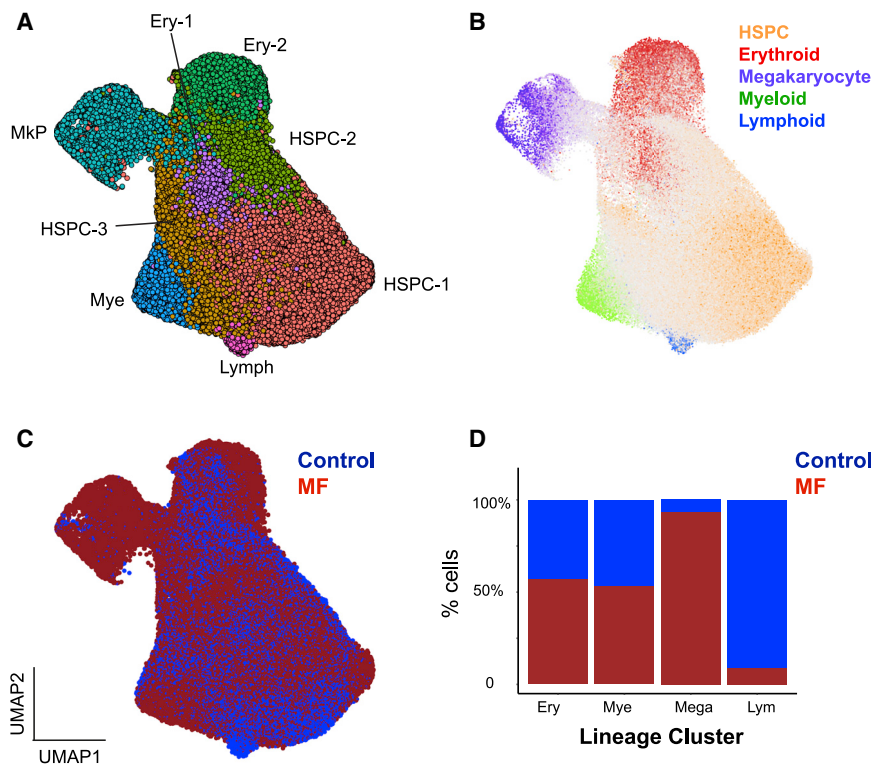 A
Ery-1
Ery-2
MkP
HSPC-2
HSPC-3
HSPC-1
Mye
Lymph
B
HSPC
Erythroid
Megakaryocyte
Myeloid
Lymphoid
C
Control
MF
UMAP2
UMAP1
D
Control
MF
100%
50%
0
% cells
Ery Mye Mega Lym
Lineage Cluster